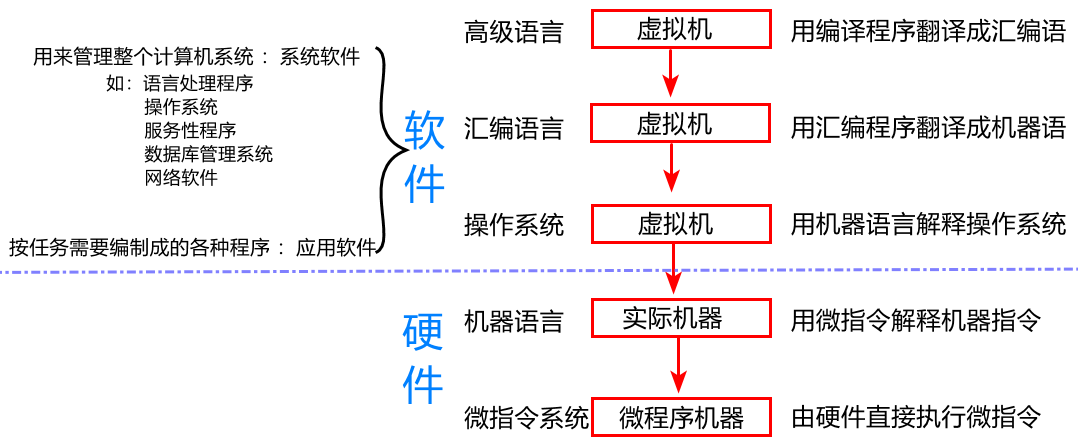 用来管理整个计算机系统 ：系统软件
如：语言处理程序
操作系统
服务性程序
数据库管理系统
网络软件
按任务需要编制成的各种程序 ：应用软件
软件
硬件
高级语言 虚拟机 用编译程序翻译成汇编语
汇编语言 虚拟机 用汇编程序翻译成机器语
操作系统 虚拟机 用机器语言解释操作系统
机器语言 实际机器 用微指令解释机器指令
微指令系统 微程序机器 由硬件直接执行微指令